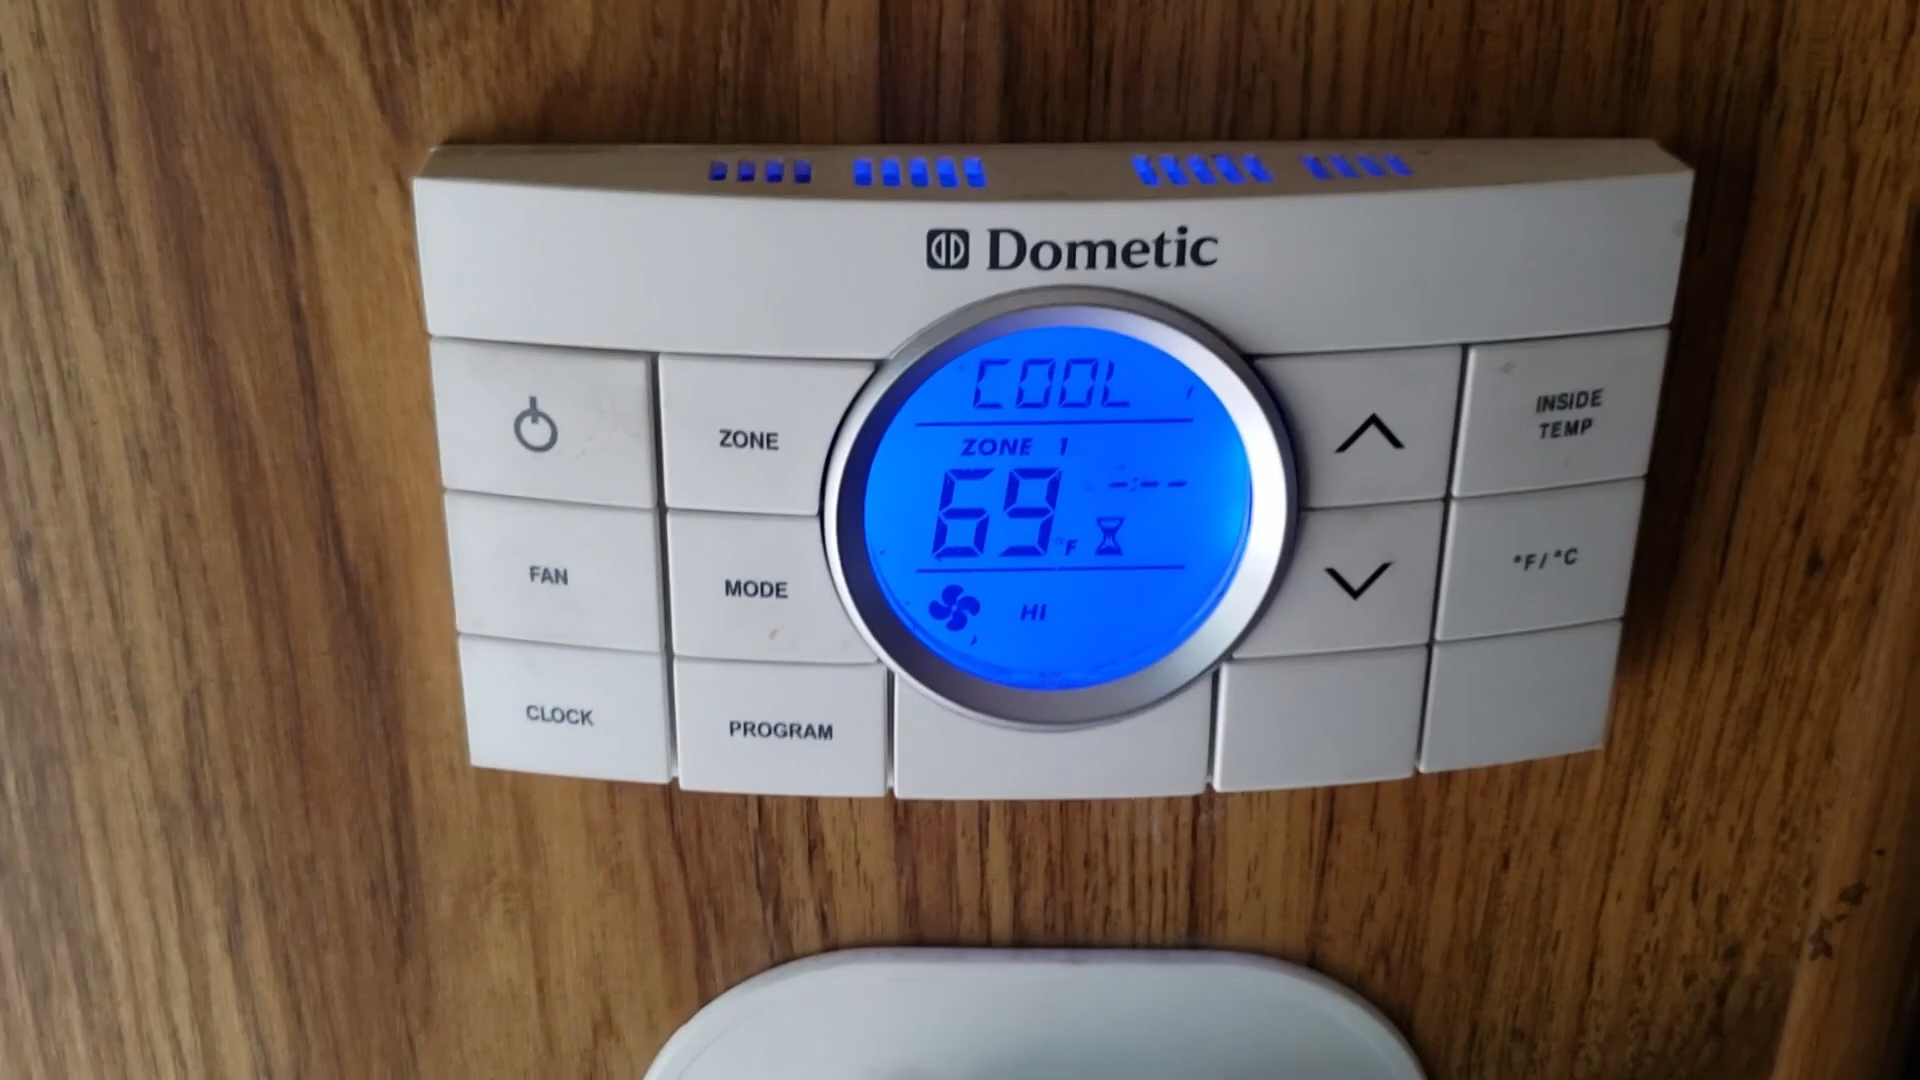 Dometic
COOL
ZONE 1
69 °F -:--
HI
ZONE
FAN
MODE
CLOCK
PROGRAM
INSIDE
TEMP
°F/°C